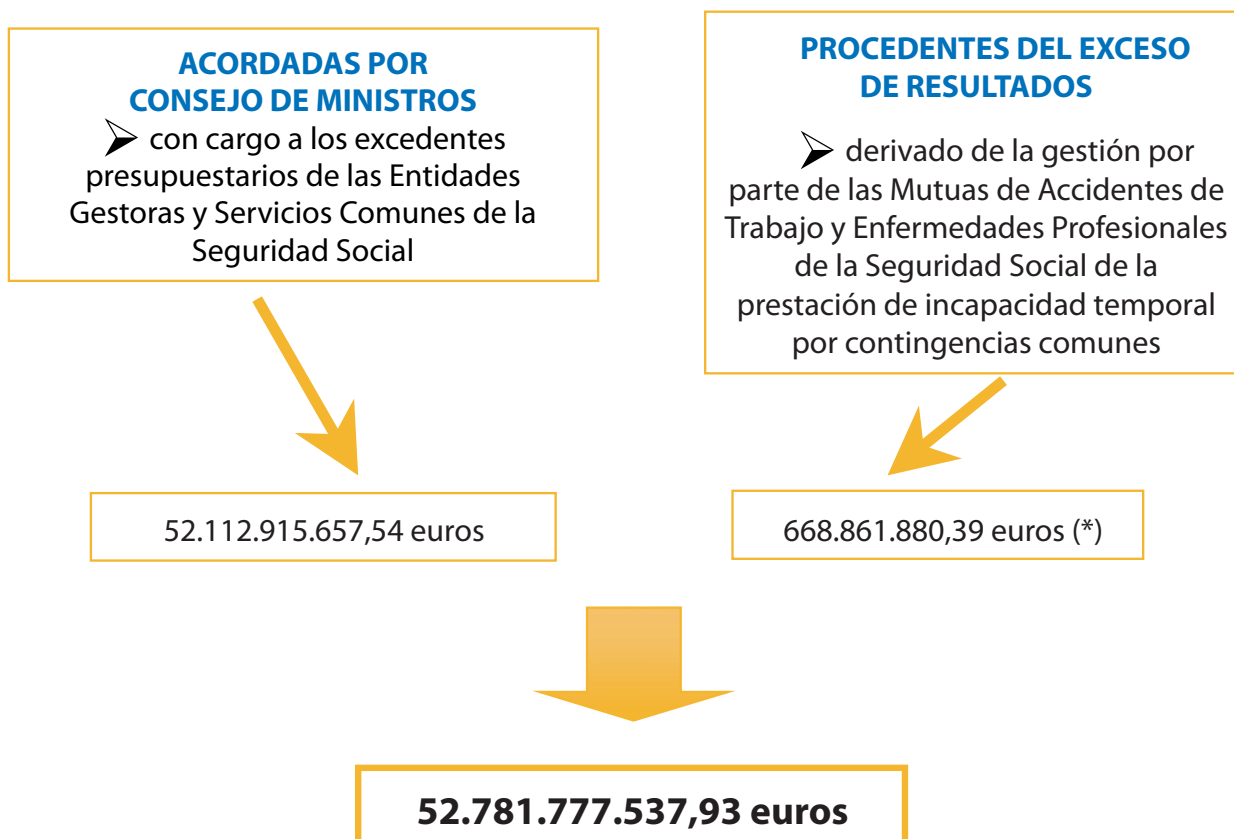 ACORDADAS POR
CONSEJO DE MINISTROS
➢ con cargo a los excedentes
presupuestarios de las Entidades
Gestoras y Servicios Comunes de la
Seguridad Social
PROCEDENTES DEL EXCESO
DE RESULTADOS
➢ derivado de la gestión por
parte de las Mutuas de Accidentes de
Trabajo y Enfermedades Profesionales
de la Seguridad Social de la
prestación de incapacidad temporal
por contingencias comunes
52.112.915.657,54 euros
668.861.880,39 euros (*)
52.781.777.537,93 euros